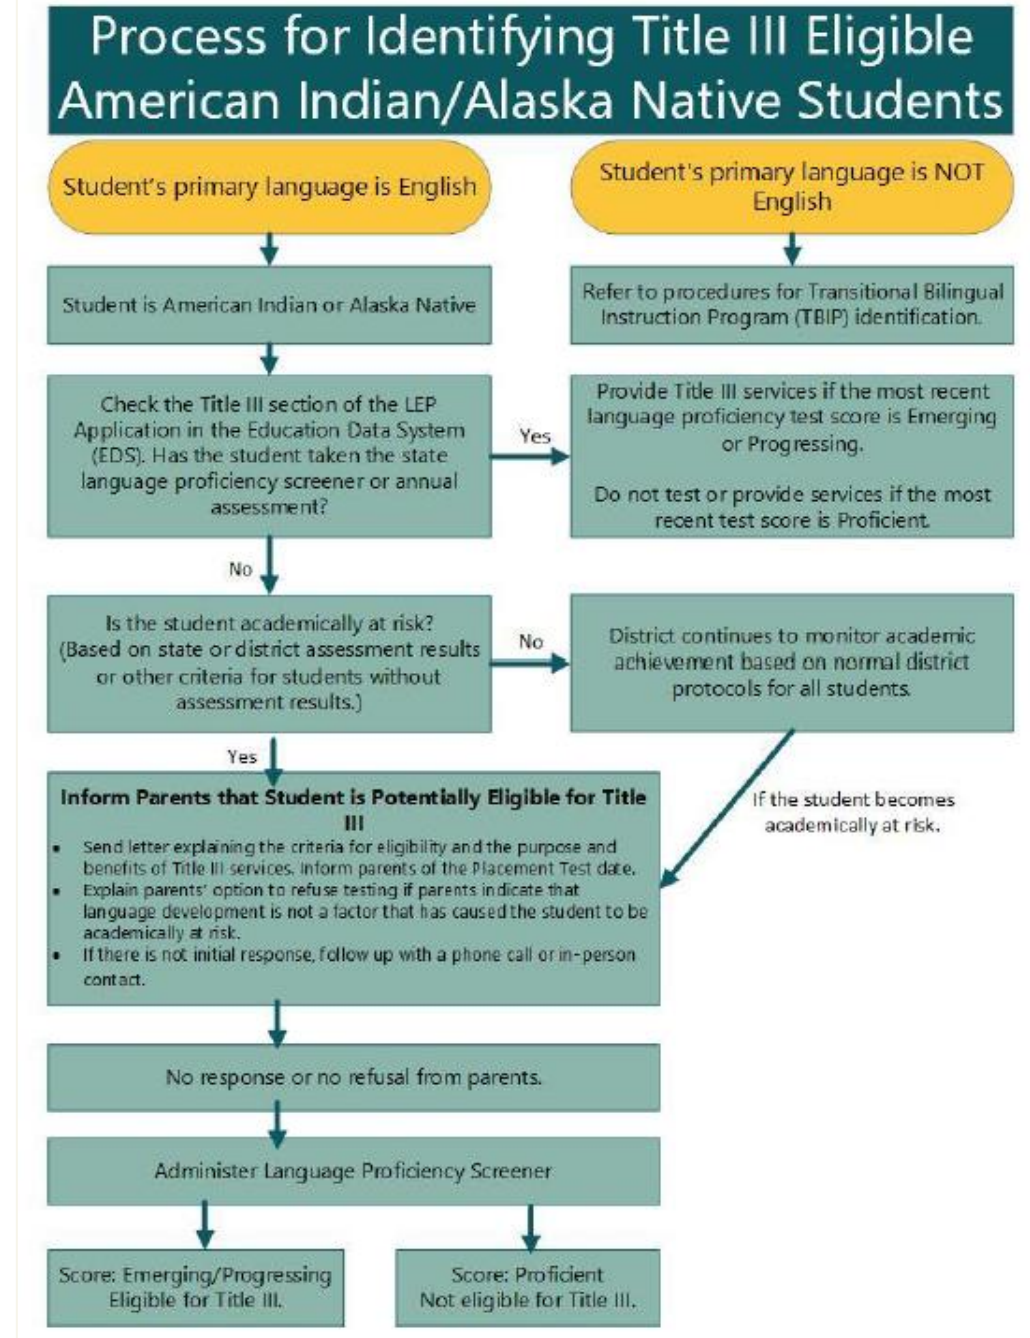 Process for Identifying Title III Eligible
American Indian/Alaska Native Students
Student's primary language is English
Student's primary language is NOT
English
Student is American Indian or Alaska Native
Refer to procedures for Transitional Bilingual
Instruction Program (TBIP) identification.
Check the Title III section of the LEP
Application in the Education Data System
(EDS). Has the student taken the state
language proficiency screener or annual
assessment?
Yes
Provide Title III services if the most recent
language proficiency test score is Emerging
or Progressing.
Do not test or provide services if the most
recent test score is Proficient.
No
Is the student academically at risk?
(Based on state or district assessment results
or other criteria for students without
assessment results.)
No
District continues to monitor academic
achievement based on normal district
protocols for all students.
Yes
If the student becomes
academically at risk.
Inform Parents that Student is Potentially Eligible for Title
III
• Send letter explaining the criteria for eligibility and the purpose and
benefits of Title III services. Inform parents of the Placement Test date.
• Explain parents' option to refuse testing if parents indicate that
language development is not a factor that has caused the student to be
academically at risk.
• If there is not initial response, follow up with a phone call or in-person
contact.
No response or no refusal from parents.
Administer Language Proficiency Screener
Score: Emerging/Progressing
Eligible for Title III.
Score: Proficient
Not eligible for Title III.